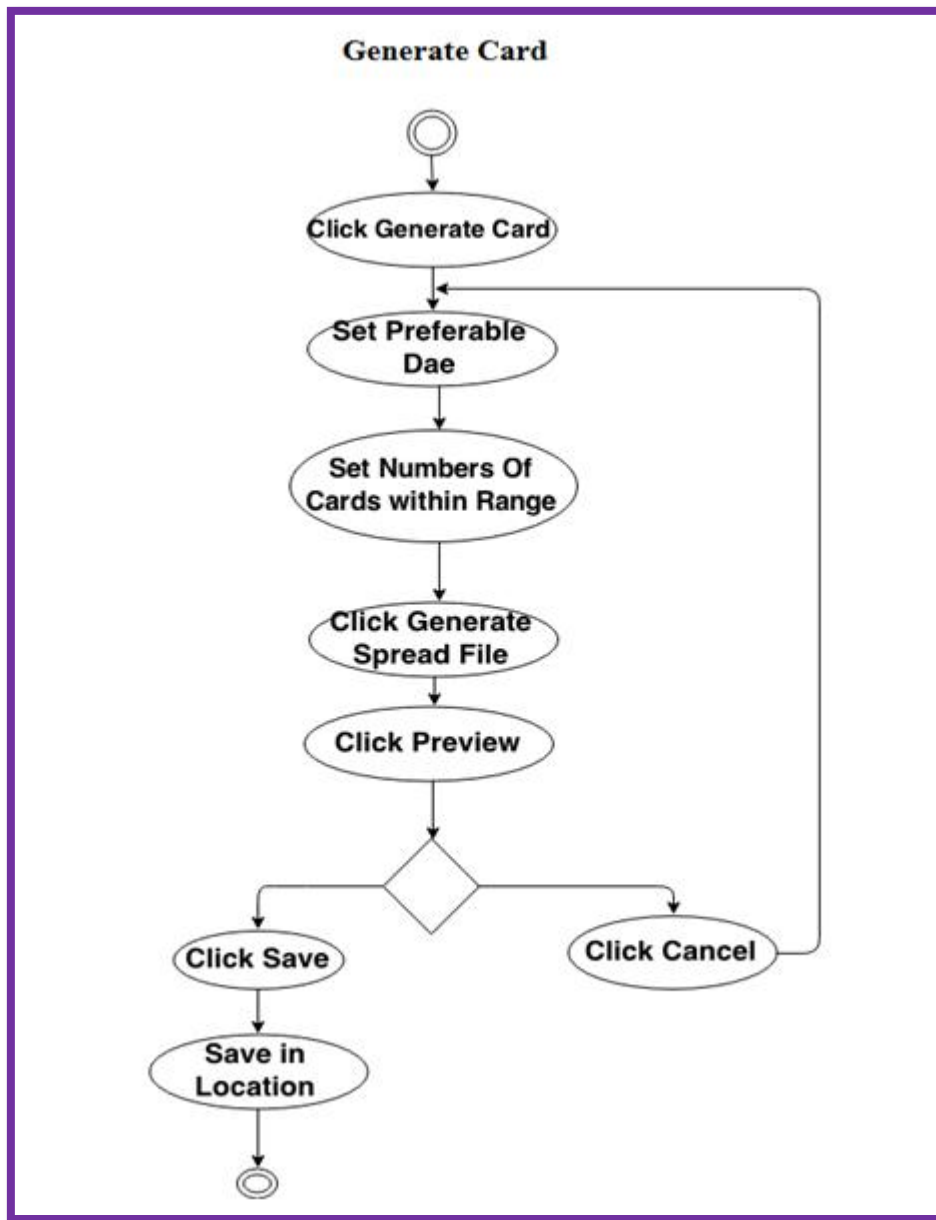 Generate Card
Click Generate Card
Set Preferable
Dae
Set Numbers Of
Cards within Range
Click Generate
Spread File
Click Preview
Click Save
Click Cancel
Save in
Location